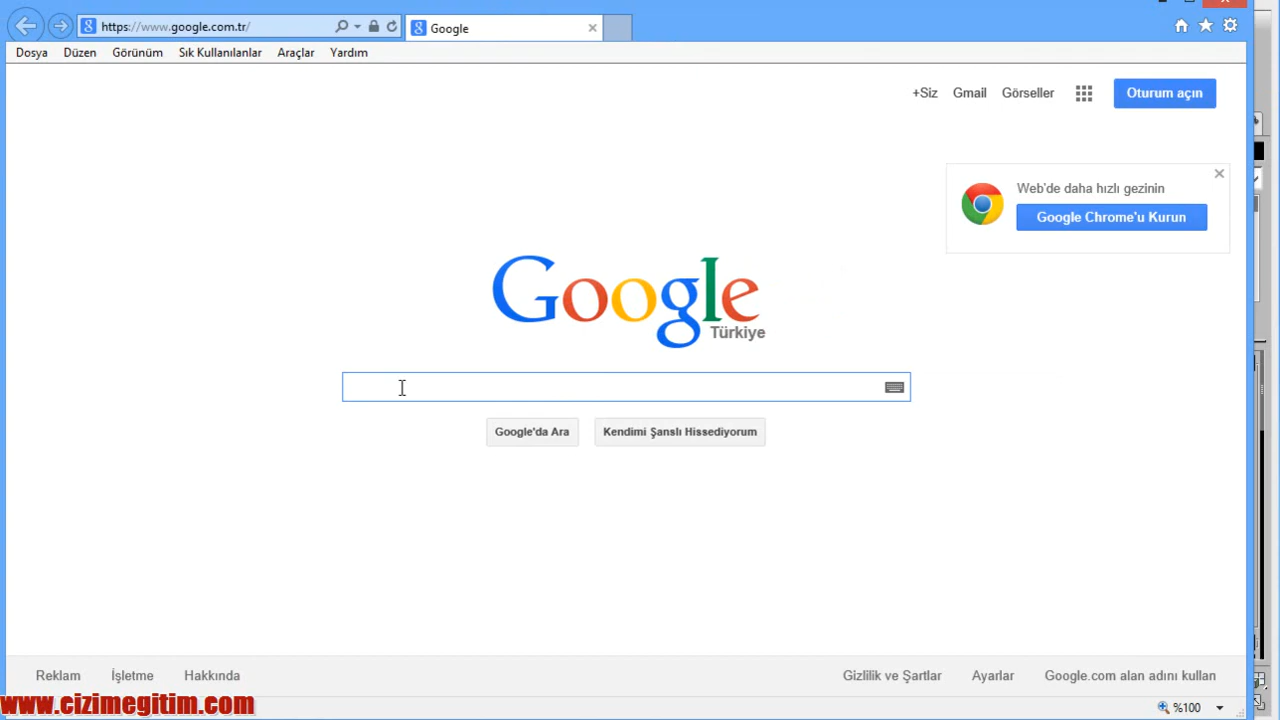 https://www.google.com.tr/
Google
Dosya Düzen Görünüm Sık Kullanılanlar Araçlar Yardım
+Siz Gmail Görseller Oturum açın
Web'de daha hızlı gezinin
Google Chrome'u Kurun
Google
Türkiye
Google'da Ara Kendimi Şanslı Hissediyorum
Reklam İşletme Hakkında Gizlilik ve Şartlar Ayarlar Google.com alan adını kullan
www.cizimegitim.com
%100